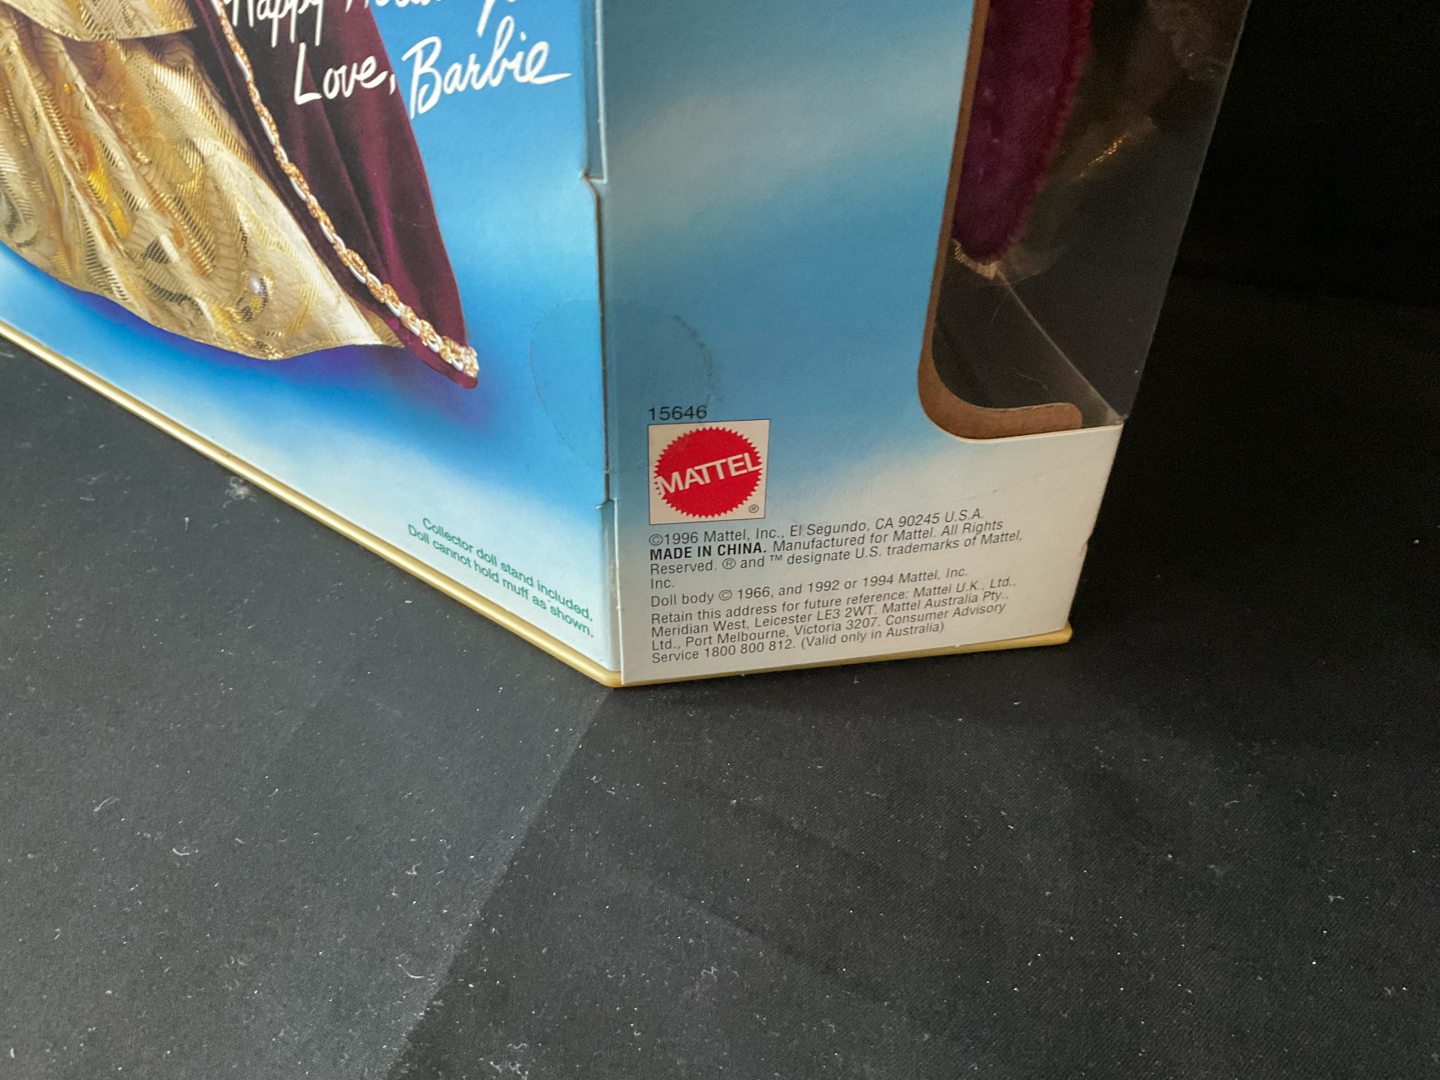 Happy
Love, Barbie
Collector doll stand included.
Doll cannot hold muff as shown.
15646
MATTEL
®
©1996 Mattel, Inc., El Segundo, CA 90245 U.S.A.
MADE IN CHINA. Manufactured for Mattel. All Rights
Reserved. ® and ™ designate U.S. trademarks of Mattel,
Inc.
Doll body © 1966, and 1992 or 1994 Mattel, Inc.
Retain this address for future reference: Mattel U.K., Ltd.,
Meridian West, Leicester LE3 2WT. Mattel Australia Pty.,
Ltd., Port Melbourne, Victoria 3207. Consumer Advisory
Service 1800 800 812. (Valid only in Australia)